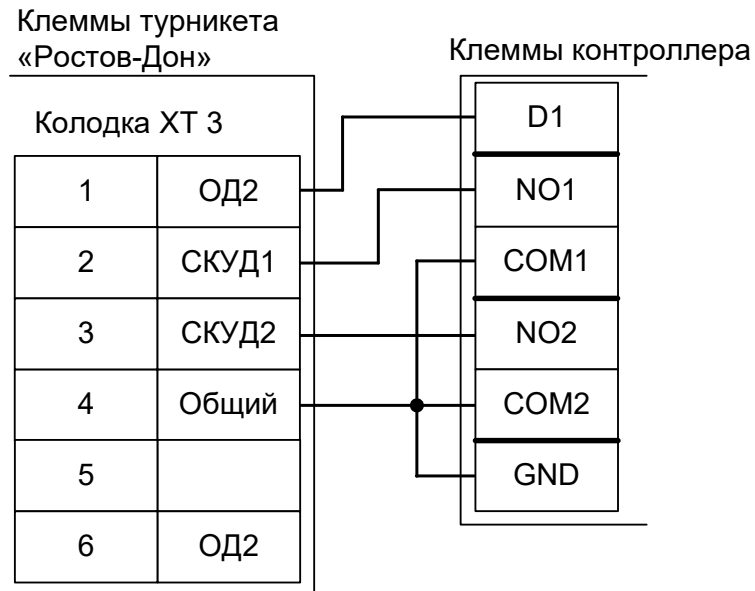 Клеммы турникета
«Ростов-Дон»
Клеммы контроллера
Колодка XT 3
1 ОД2
2 СКУД1
3 СКУД2
4 Общий
5
6 ОД2
D1
NO1
COM1
NO2
COM2
GND